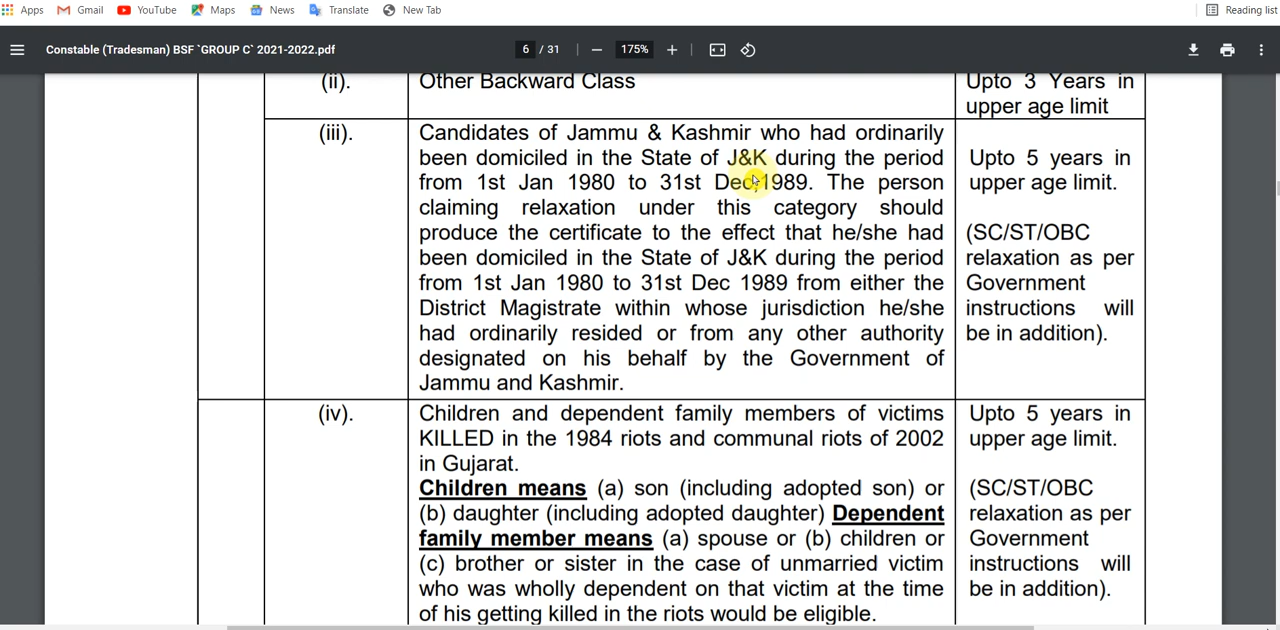 Apps Gmail YouTube Maps News Translate New Tab Reading list
Constable (Tradesman) BSF `GROUP C` 2021-2022.pdf 6 / 31 175%
(ii). Other Backward Class Upto 3 Years in
upper age limit
(iii). Candidates of Jammu & Kashmir who had ordinarily
been domiciled in the State of J&K during the period
from 1st Jan 1980 to 31st Dec,1989. The person
claiming relaxation under this category should
produce the certificate to the effect that he/she had
been domiciled in the State of J&K during the period
from 1st Jan 1980 to 31st Dec 1989 from either the
District Magistrate within whose jurisdiction he/she
had ordinarily resided or from any other authority
designated on his behalf by the Government of
Jammu and Kashmir.
Upto 5 years in
upper age limit.
(SC/ST/OBC
relaxation as per
Government
instructions will
be in addition).
(iv). Children and dependent family members of victims
KILLED in the 1984 riots and communal riots of 2002
in Gujarat.
Children means (a) son (including adopted son) or
(b) daughter (including adopted daughter) Dependent
family member means (a) spouse or (b) children or
(c) brother or sister in the case of unmarried victim
who was wholly dependent on that victim at the time
of his getting killed in the riots would be eligible.
Upto 5 years in
upper age limit.
(SC/ST/OBC
relaxation as per
Government
instructions will
be in addition).